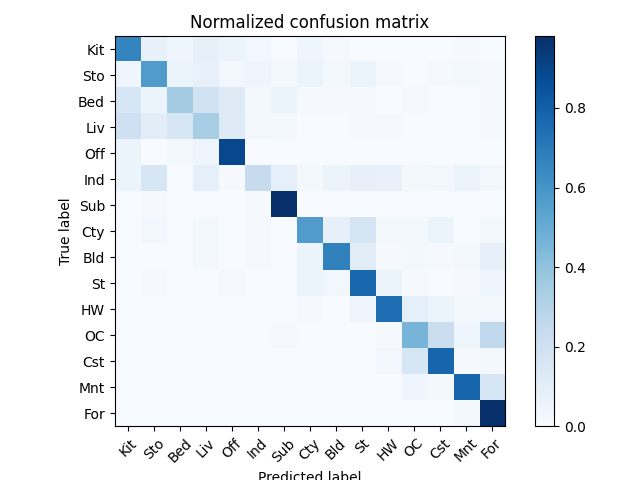 Normalized confusion matrix
True label
Kit
Sto
Bed
Liv
Off
Ind
Sub
Cty
Bld
St
HW
OC
Cst
Mnt
For
Kit Sto Bed Liv Off Ind Sub Cty Bld St HW OC Cst Mnt For
Predicted label
0.8
0.6
0.4
0.2
0.0